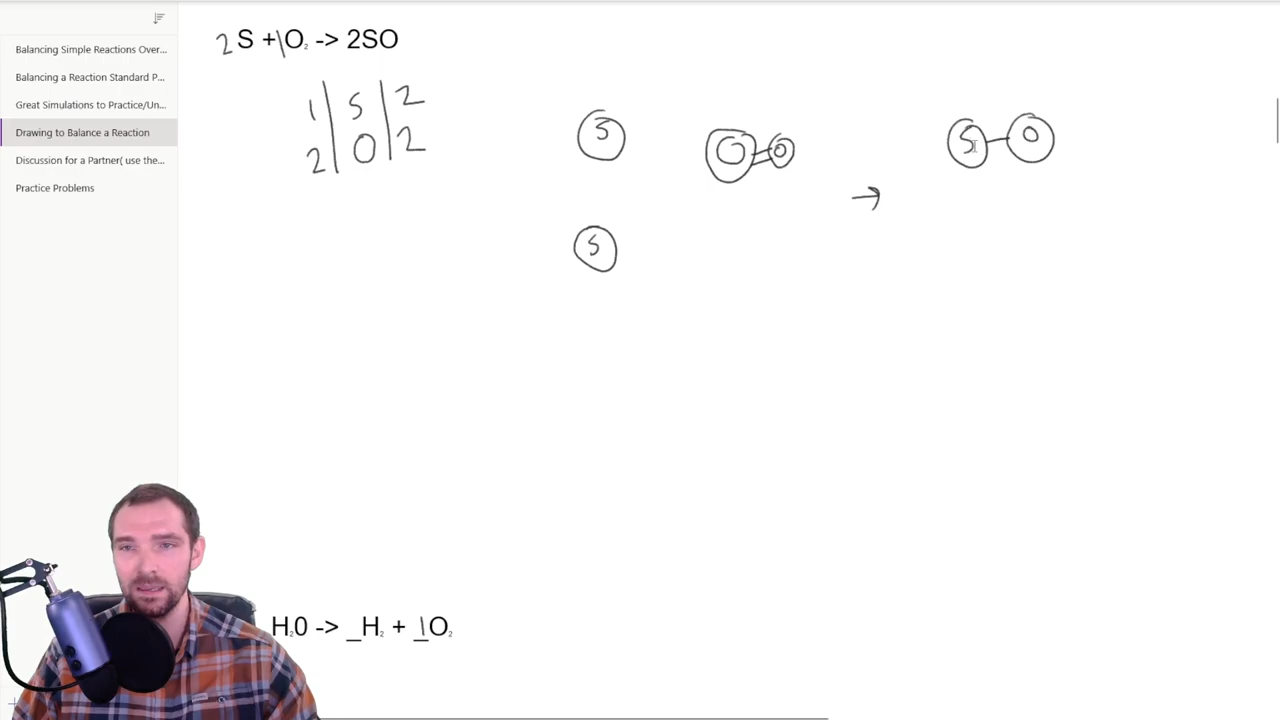 Balancing Simple Reactions Over...
Balancing a Reaction Standard P...
Great Simulations to Practice/Un...
Drawing to Balance a Reaction
Discussion for a Partner( use the...
Practice Problems
2S +1O₂ -> 2SO
1 | S | 2
2 | O | 2
S
O=O
→
S-O
S
H₂0 -> _H₂ + 1O₂